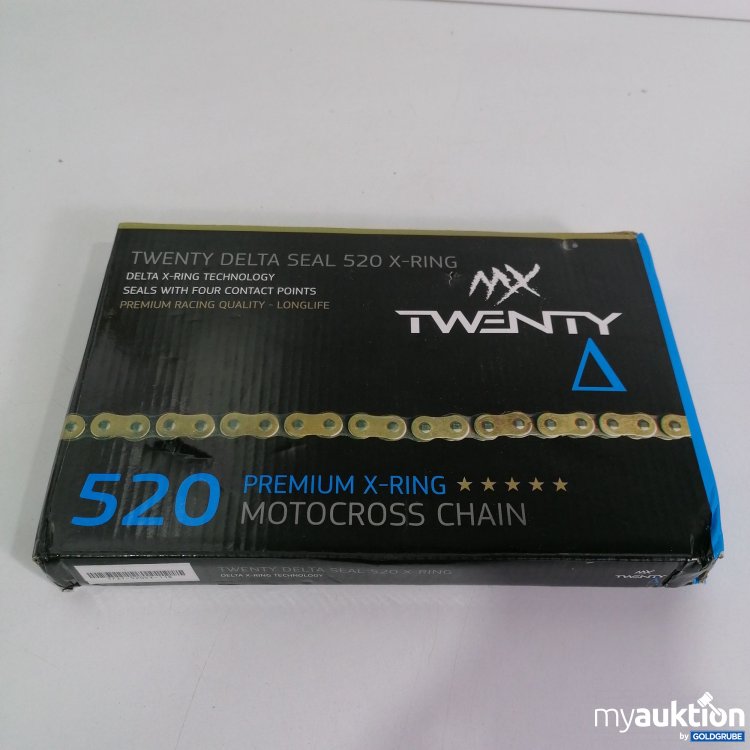 TWENTY DELTA SEAL 520 X-RING
DELTA X-RING TECHNOLOGY
SEALS WITH FOUR CONTACT POINTS
PREMIUM RACING QUALITY - LONGLIFE
MX
TWENTY
520
PREMIUM X-RING ★★★★★
MOTOCROSS CHAIN
TWENTY DELTA SEAL 520 X-RING
DELTA X-RING TECHNOLOGY
MX
TWENTY
myauktion
by GOLDGRUBE